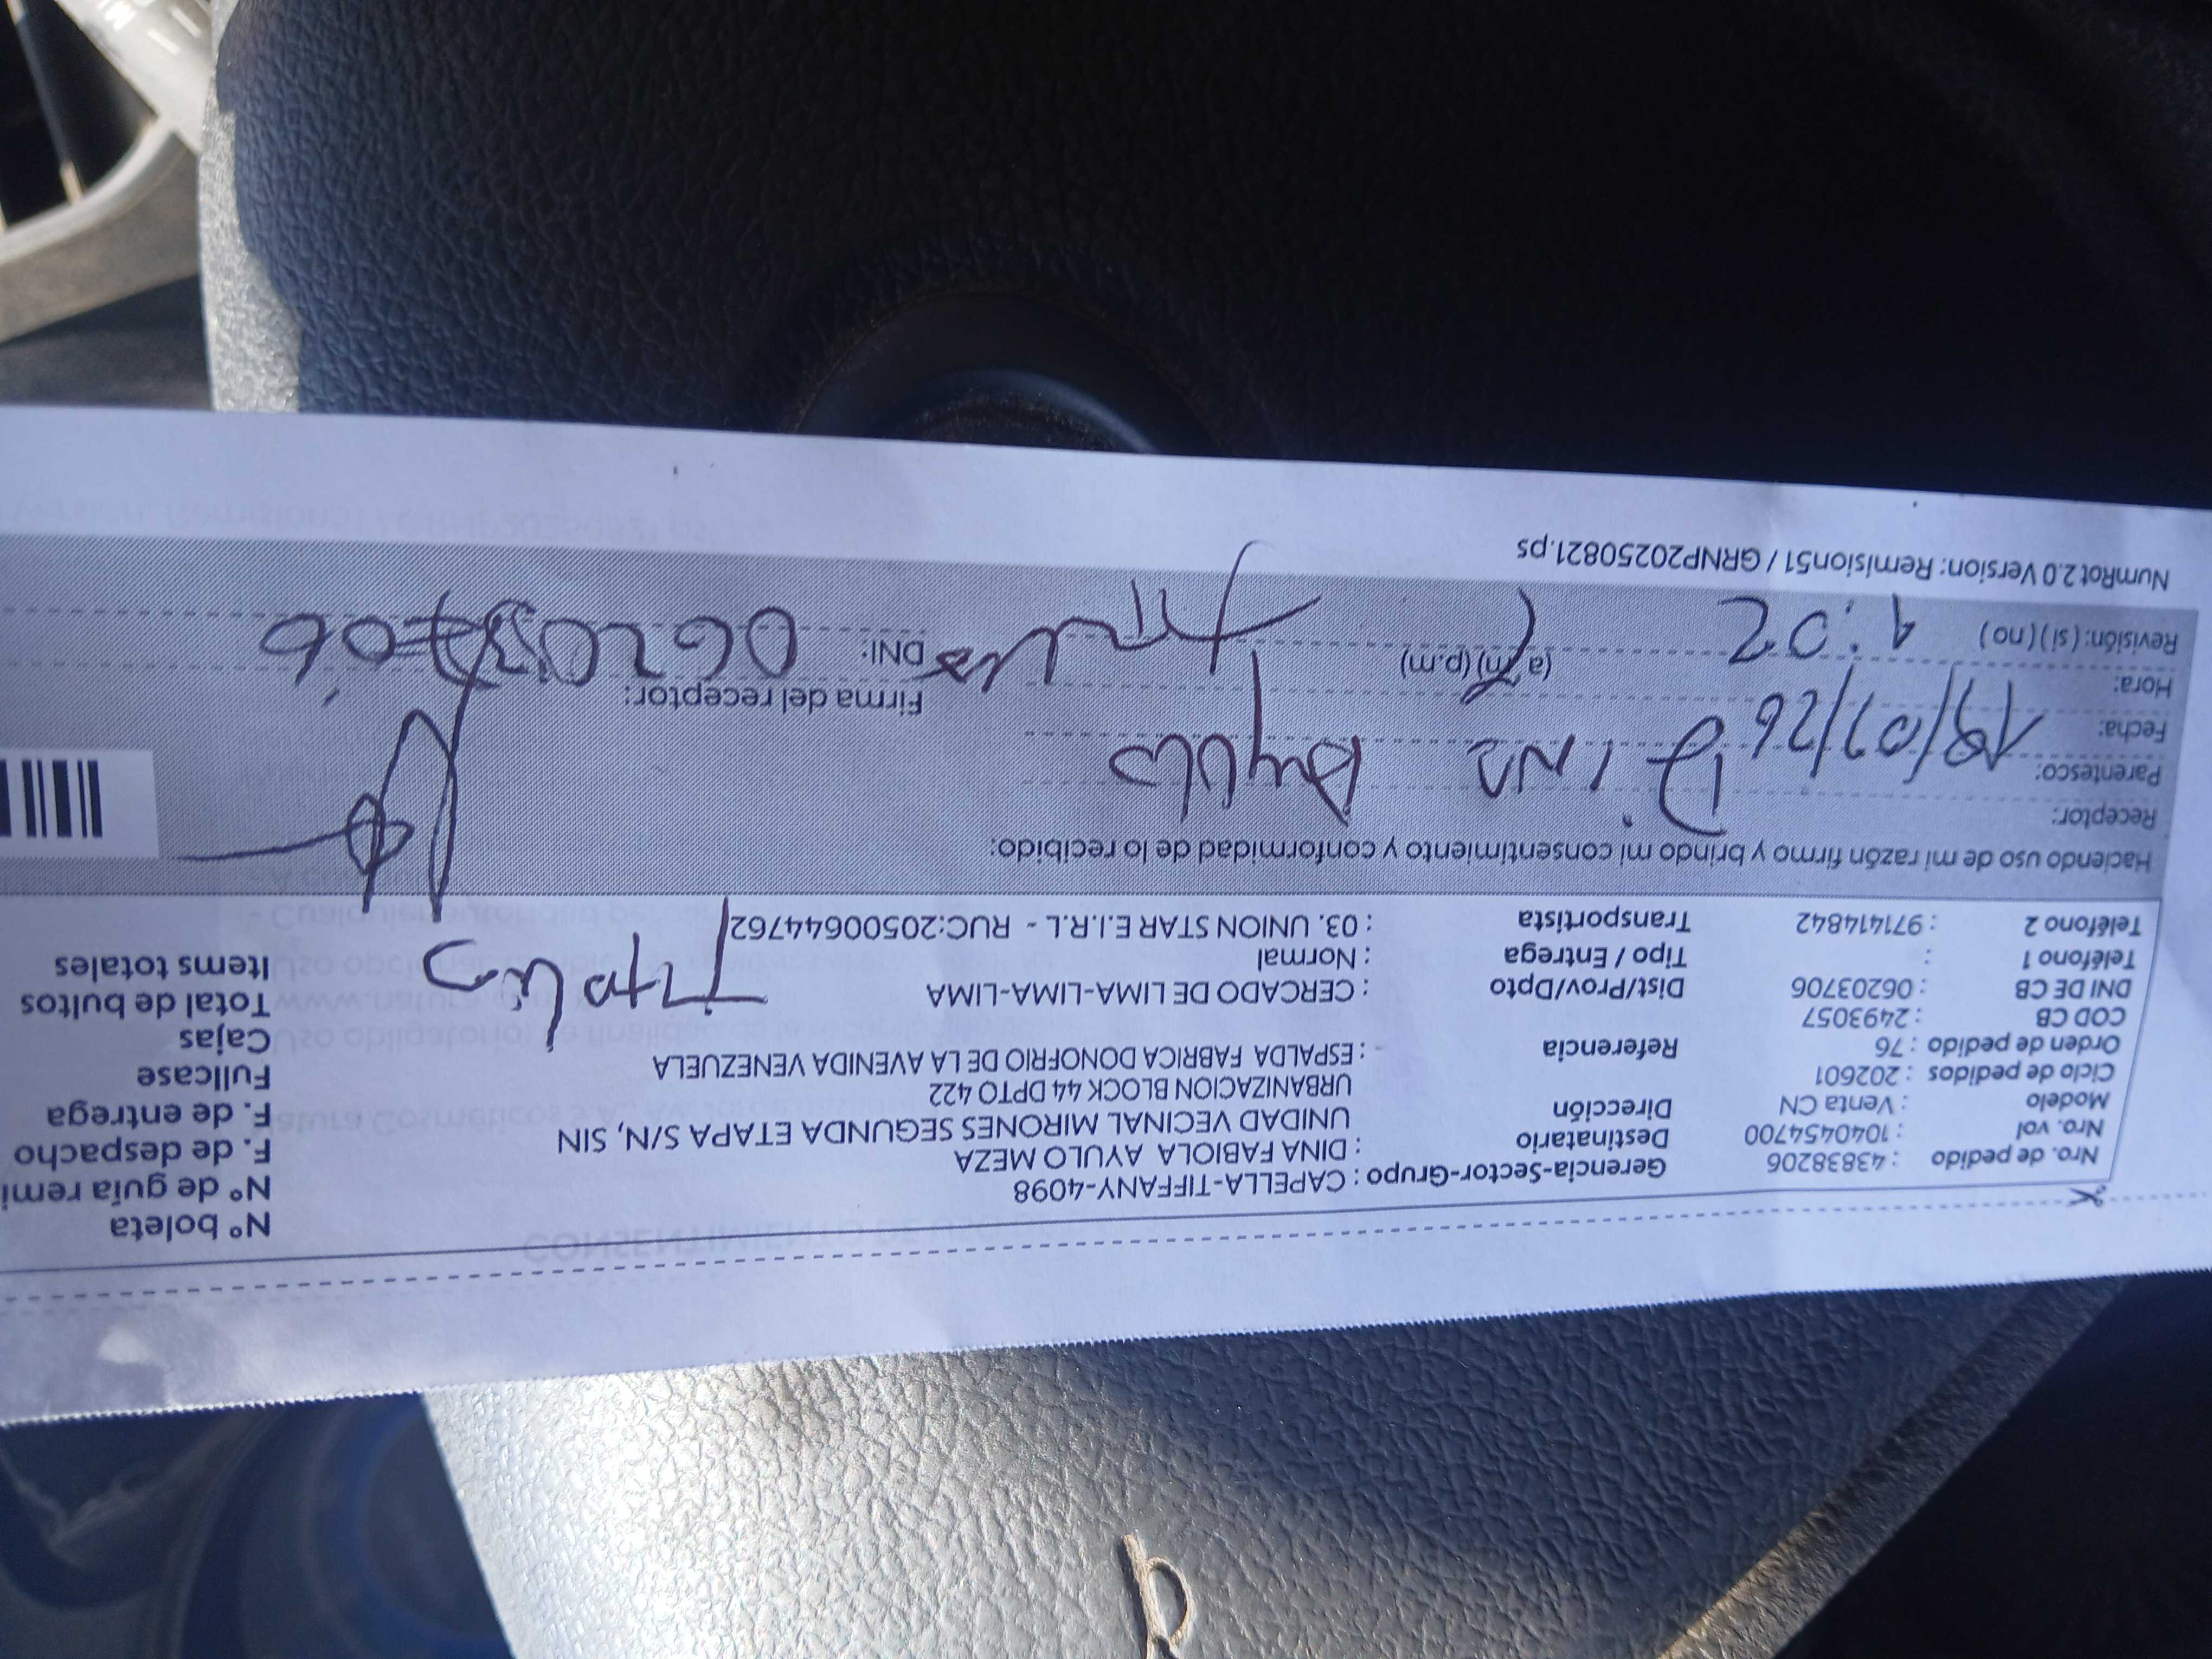 Nro. de pedido : 43838206
Nro. vol : 1040454700
Modelo : Venta CN
Ciclo de pedidos : 202601
Orden de pedido : 76
COD CB : 2493057
DNI DE CB : 06203706
Teléfono 1 :
Teléfono 2 : 971414842
Gerencia-Sector-Grupo : CAPELLA-TIFFANY-4098
Destinatario : DINA FABIOLA AYULO MEZA
Dirección UNIDAD VECINAL MIRONES SEGUNDA ETAPA S/N, SIN
URBANIZACION BLOCK 44 DPTO 422
Referencia : ESPALDA FABRICA DONOFRIO DE LA AVENIDA VENEZUELA
Dist/Prov/Dpto : CERCADO DE LIMA-LIMA-LIMA
Tipo / Entrega : Normal
Transportista : 03. UNION STAR E.I.R.L - RUC:20500644762
N° boleta
N° de guía remi
F. de despacho
F. de entrega
Fullcase
Cajas
Total de bultos
Items totales
Haciendo uso de mi razón firmo y brindo mi consentimiento y conformidad de lo recibido:
Receptor: Dina Ayulo
Parentesco:
Fecha: 18/07/26
Hora: 1:02 (a.m) (p.m)
Revisión: (si) (no)
Firma del receptor:
DNI: 06203706
NumRot 2.0 Version: Remision51 / GRNP20250821.ps